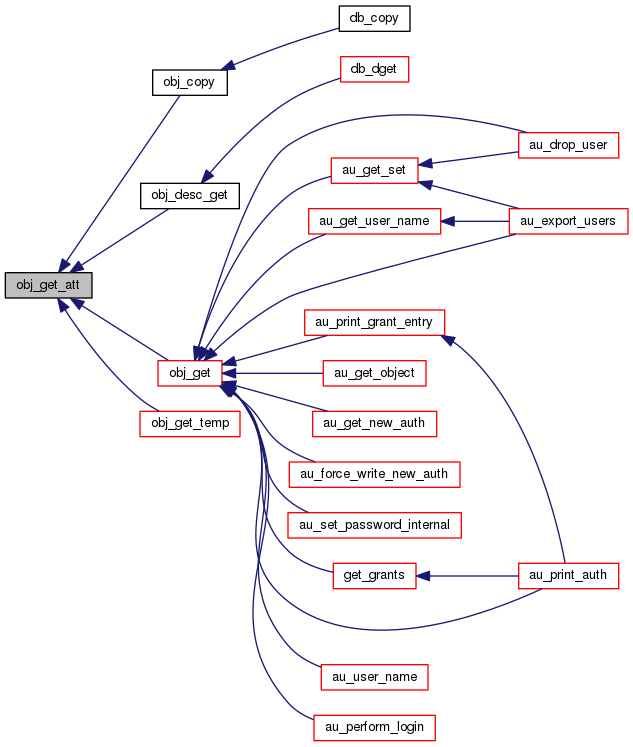 db_copy
obj_copy
db_dget
au_drop_user
au_get_set
obj_desc_get
au_get_user_name
au_export_users
obj_get_att
au_print_grant_entry
obj_get
au_get_object
obj_get_temp
au_get_new_auth
au_force_write_new_auth
au_set_password_internal
get_grants
au_print_auth
au_user_name
au_perform_login